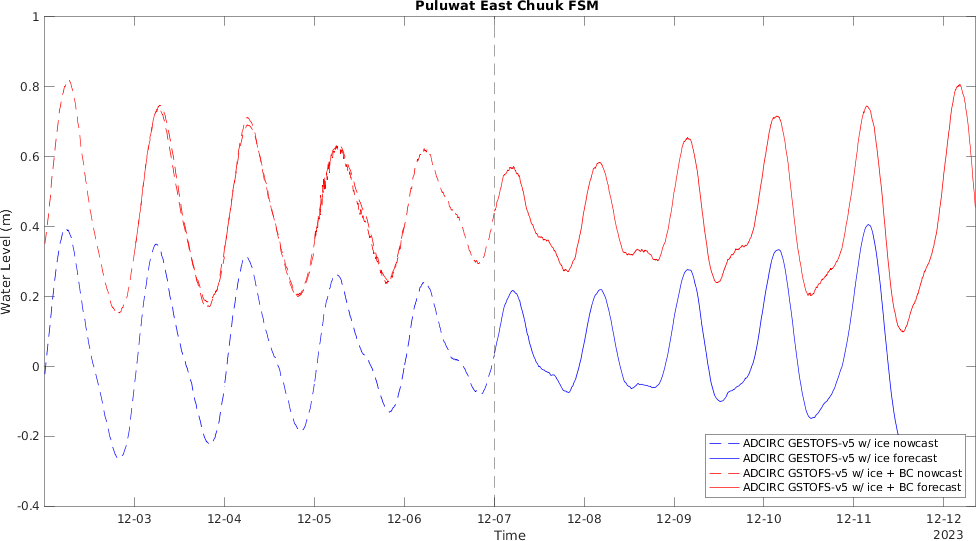 Puluwat East Chuuk FSM
1
0.8
0.6
0.4
0.2
0
-0.2
-0.4
Water Level (m)
ADCIRC GESTOFS-v5 w/ ice nowcast
ADCIRC GESTOFS-v5 w/ ice forecast
ADCIRC GSTOFS-v5 w/ ice + BC nowcast
ADCIRC GSTOFS-v5 w/ ice + BC forecast
12-03 12-04 12-05 12-06 12-07 12-08 12-09 12-10 12-11 12-12
Time
2023